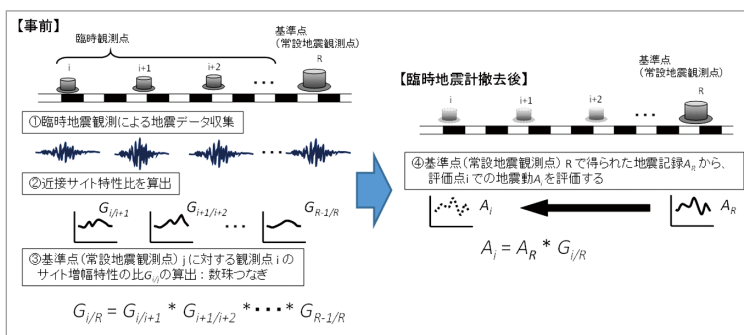 【事前】
臨時観測点
基準点
(常設地震観測点)
i
i+1
i+2
R
①臨時地震観測による地震データ収集
②近接サイト特性比を算出
G_{i/i+1}
G_{i+1/i+2}
G_{R-1/R}
③基準点(常設地震観測点) j に対する観測点 i の
サイト増幅特性の比G_{i/j}の算出：数珠つなぎ
G_{i/R} = G_{i/i+1} * G_{i+1/i+2} *・・・* G_{R-1/R}
【臨時地震計撤去後】
基準点
(常設地震観測点)
i
i+1
i+2
R
④基準点(常設地震観測点) R で得られた地震記録A_Rから、
評価点iでの地震動A_iを評価する
A_i
A_R
A_i = A_R * G_{i/R}